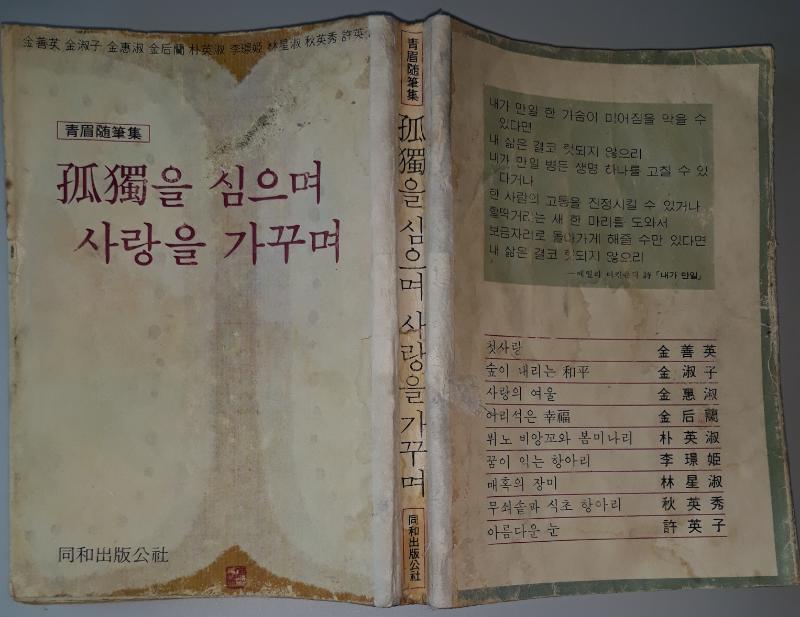 金善英 金淑子 金惠淑 金后蘭 朴英淑 李璟姬 林星淑 秋英秀 許英
青眉随筆集
孤獨을 심으며
사랑을 가꾸며
同和出版公社
青眉随筆集
孤獨을 심으며 사랑을 가꾸며
同和出版公社
내가 만일 한 가슴이 미어짐을 막을 수
있다면
내 삶은 결코 헛되지 않으리
내가 만일 병든 생명 하나를 고칠 수 있
다거나
한 사람의 고통을 진정시킬 수 있거나
할딱거리는 새 한 마리를 도와서
보금자리로 돌아가게 해줄 수만 있다면
내 삶은 결코 헛되지 않으리
—에밀리 디킨슨의 詩 「내가 만일」
첫사랑 金善英
숲이 내리는 和平 金淑子
사랑의 여울 金惠淑
어리석은 幸福 金后蘭
뷔노 비앙꼬와 봄미나리 朴英淑
꿈이 익는 항아리 李璟姬
매혹의 장미 林星淑
무쇠솥과 식초 항아리 秋英秀
아름다운 눈 許英子